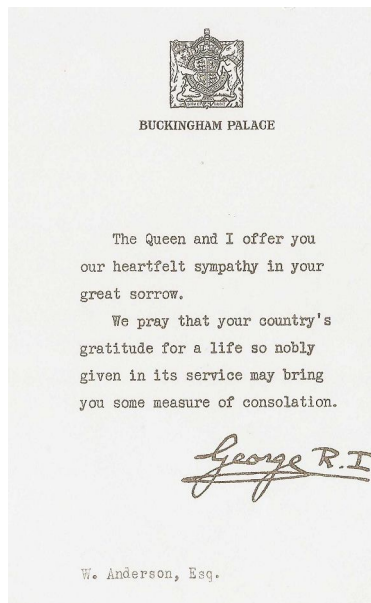 BUCKINGHAM PALACE
The Queen and I offer you
our heartfelt sympathy in your
great sorrow.
We pray that your country's
gratitude for a life so nobly
given in its service may bring
you some measure of consolation.
George R.I
W. Anderson, Esq.